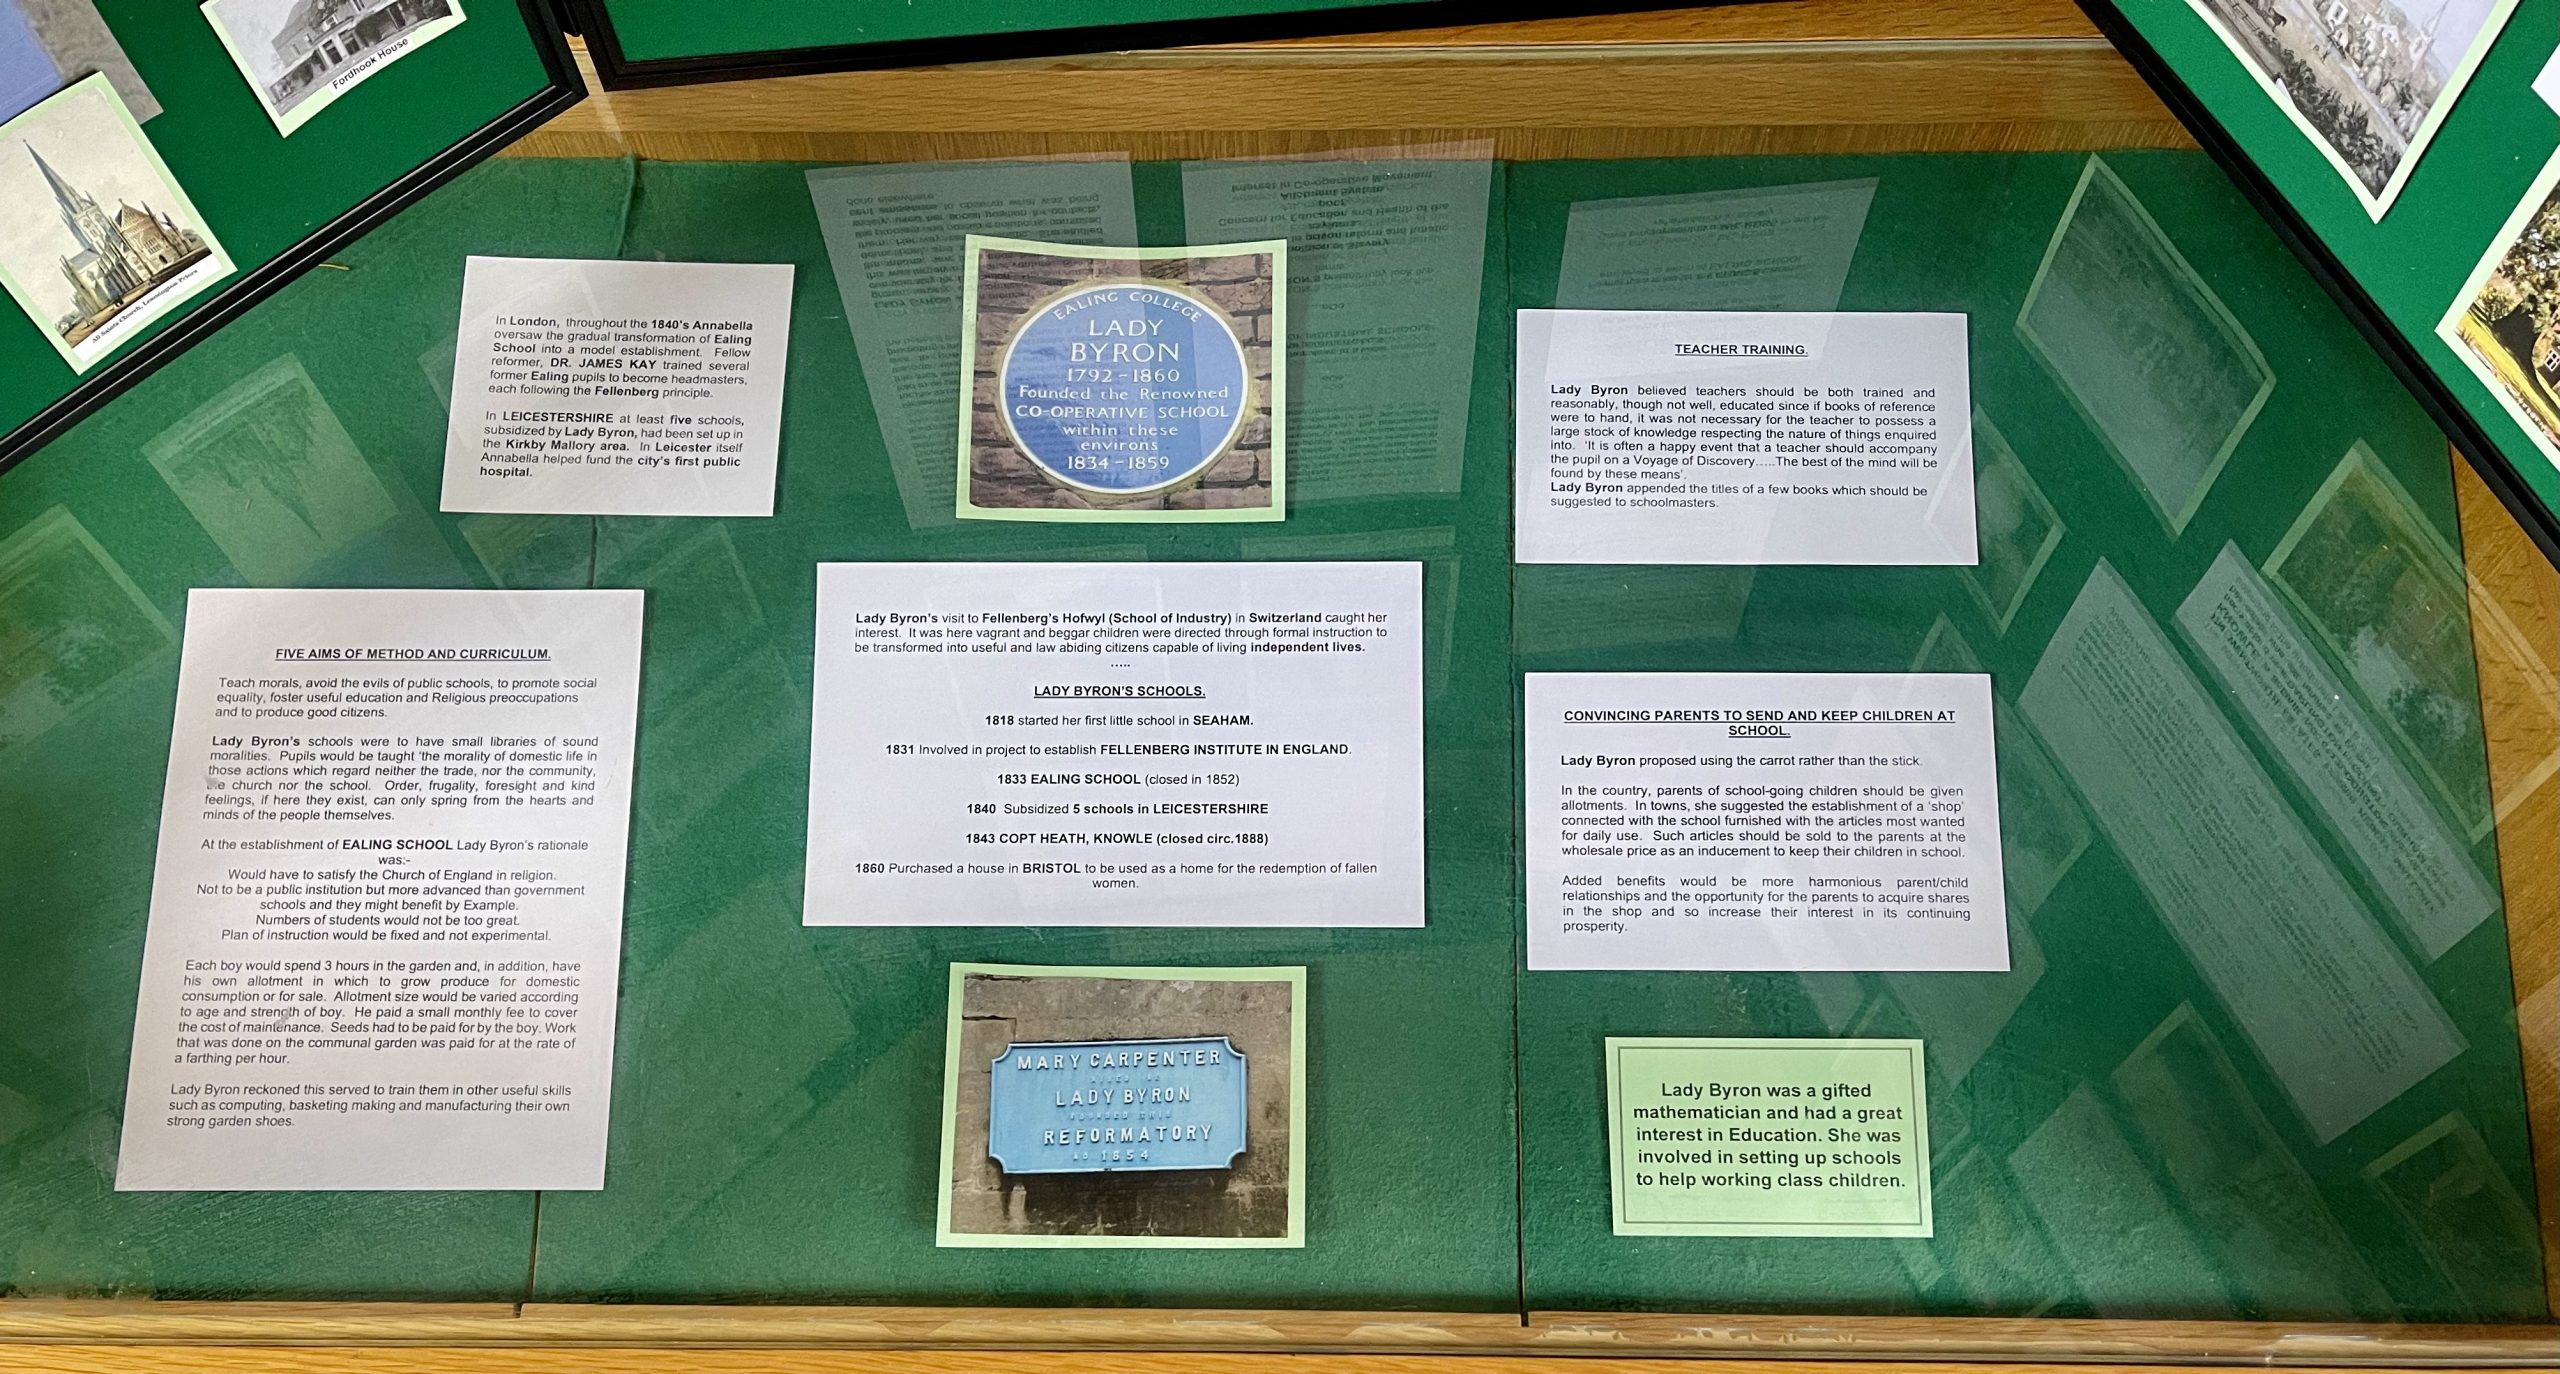 Fordhook House
All Saints Church, Leamington Priors
In London, throughout the 1840's Annabella
oversaw the gradual transformation of Ealing
School into a model establishment. Fellow
reformer, DR. JAMES KAY trained several
former Ealing pupils to become headmasters,
each following the Fellenberg principle.
In LEICESTERSHIRE at least five schools,
subsidized by Lady Byron, had been set up in
the Kirkby Mallory area. In Leicester itself
Annabella helped fund the city's first public
hospital.
EALING COLLEGE
LADY
BYRON
1792-1860
Founded the Renowned
CO-OPERATIVE SCHOOL
within these
environs
1834-1859
TEACHER TRAINING.
Lady Byron believed teachers should be both trained and
reasonably, though not well, educated since if books of reference
were to hand, it was not necessary for the teacher to possess a
large stock of knowledge respecting the nature of things enquired
into. 'It is often a happy event that a teacher should accompany
the pupil on a Voyage of Discovery.....The best of the mind will be
found by these means'.
Lady Byron appended the titles of a few books which should be
suggested to schoolmasters.
FIVE AIMS OF METHOD AND CURRICULUM.
Teach morals, avoid the evils of public schools, to promote social
equality, foster useful education and Religious preoccupations
and to produce good citizens.
Lady Byron's schools were to have small libraries of sound
moralities. Pupils would be taught 'the morality of domestic life in
those actions which regard neither the trade, nor the community,
church nor the school. Order, frugality, foresight and kind
feelings, if here they exist, can only spring from the hearts and
minds of the people themselves.
At the establishment of EALING SCHOOL Lady Byron's rationale
was:-
Would have to satisfy the Church of England in religion.
Not to be a public institution but more advanced than government
schools and they might benefit by Example.
Numbers of students would not be too great.
Plan of instruction would be fixed and not experimental.
Each boy would spend 3 hours in the garden and, in addition, have
his own allotment in which to grow produce for domestic
consumption or for sale. Allotment size would be varied according
to age and strength of boy. He paid a small monthly fee to cover
the cost of maintenance. Seeds had to be paid for by the boy. Work
that was done on the communal garden was paid for at the rate of
a farthing per hour.
Lady Byron reckoned this served to train them in other useful skills
such as computing, basketing making and manufacturing their own
strong garden shoes.
Lady Byron's visit to Fellenberg's Hofwyl (School of Industry) in Switzerland caught her
interest. It was here vagrant and beggar children were directed through formal instruction to
be transformed into useful and law abiding citizens capable of living independent lives.
.....
LADY BYRON'S SCHOOLS.
1818 started her first little school in SEAHAM.
1831 Involved in project to establish FELLENBERG INSTITUTE IN ENGLAND.
1833 EALING SCHOOL (closed in 1852)
1840 Subsidized 5 schools in LEICESTERSHIRE
1843 COPT HEATH, KNOWLE (closed circ.1888)
1860 Purchased a house in BRISTOL to be used as a home for the redemption of fallen
women.
CONVINCING PARENTS TO SEND AND KEEP CHILDREN AT
SCHOOL.
Lady Byron proposed using the carrot rather than the stick.
In the country, parents of school-going children should be given
allotments. In towns, she suggested the establishment of a 'shop'
connected with the school furnished with the articles most wanted
for daily use. Such articles should be sold to the parents at the
wholesale price as an inducement to keep their children in school.
Added benefits would be more harmonious parent/child
relationships and the opportunity for the parents to acquire shares
in the shop and so increase their interest in its continuing
prosperity.
MARY CARPENTER
LADY BYRON
FOUNDED THIS
REFORMATORY
AD 1854
Lady Byron was a gifted
mathematician and had a great
interest in Education. She was
involved in setting up schools
to help working class children.